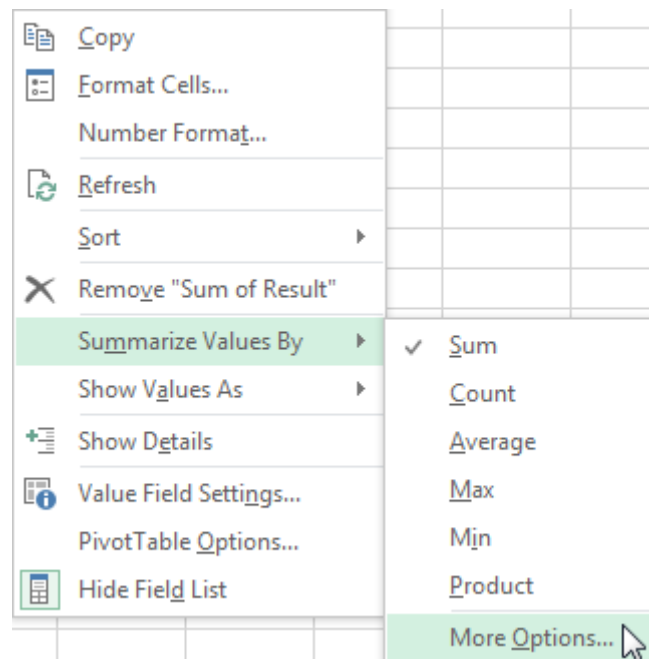 Copy
Format Cells...
Number Format...
Refresh
Sort
Remove "Sum of Result"
Summarize Values By
Show Values As
Show Details
Value Field Settings...
PivotTable Options...
Hide Field List
Sum
Count
Average
Max
Min
Product
More Options...